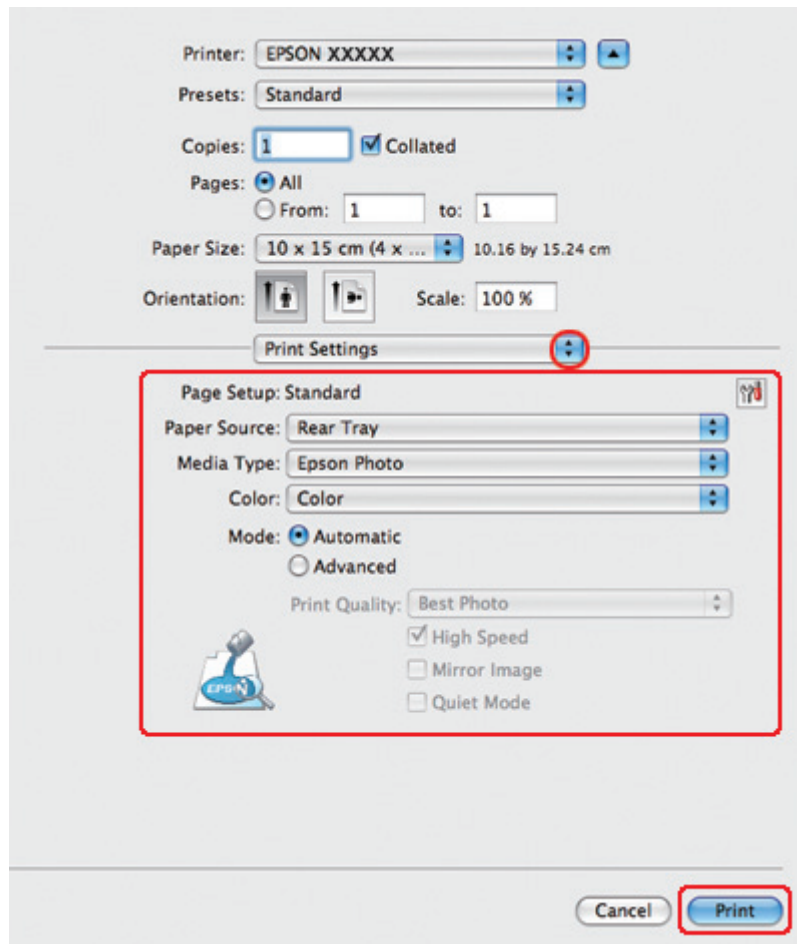 Printer: EPSON XXXXX
Presets: Standard
Copies: 1 Collated
Pages: All
From: 1 to: 1
Paper Size: 10 x 15 cm (4 x ... 10.16 by 15.24 cm
Orientation: Scale: 100 %
Print Settings
Page Setup: Standard
Paper Source: Rear Tray
Media Type: Epson Photo
Color: Color
Mode: Automatic
Advanced
Print Quality: Best Photo
High Speed
Mirror Image
EPSON
Quiet Mode
Cancel Print